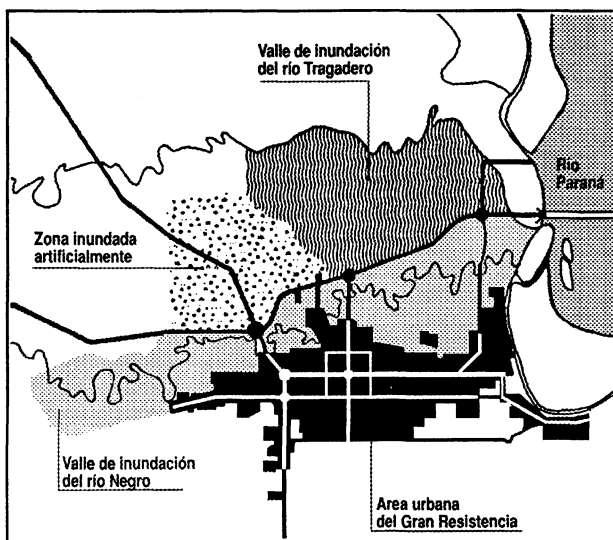 Valle de inundación
del río Tragadero
Río
Paraná
Zona inundada
artificialmente
Valle de inundación
del río Negro
Area urbana
del Gran Resistencia